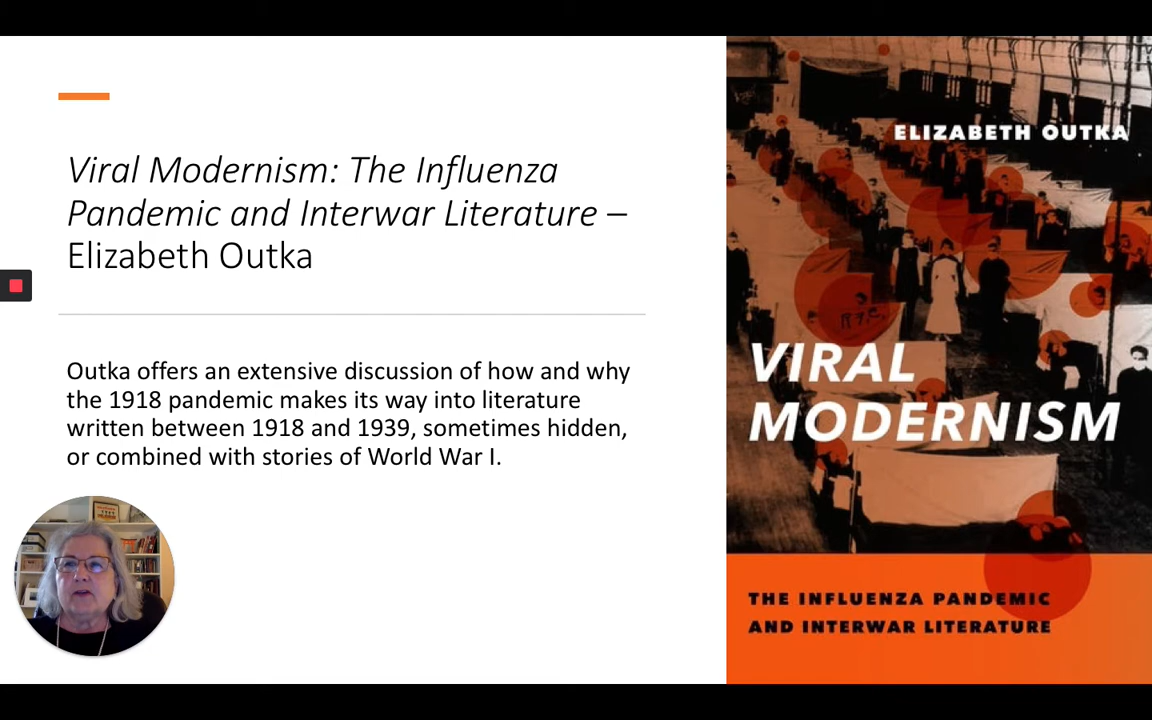 Viral Modernism: The Influenza
Pandemic and Interwar Literature –
Elizabeth Outka
Outka offers an extensive discussion of how and why
the 1918 pandemic makes its way into literature
written between 1918 and 1939, sometimes hidden,
or combined with stories of World War I.
ELIZABETH OUTKA
VIRAL
MODERNISM
THE INFLUENZA PANDEMIC
AND INTERWAR LITERATURE